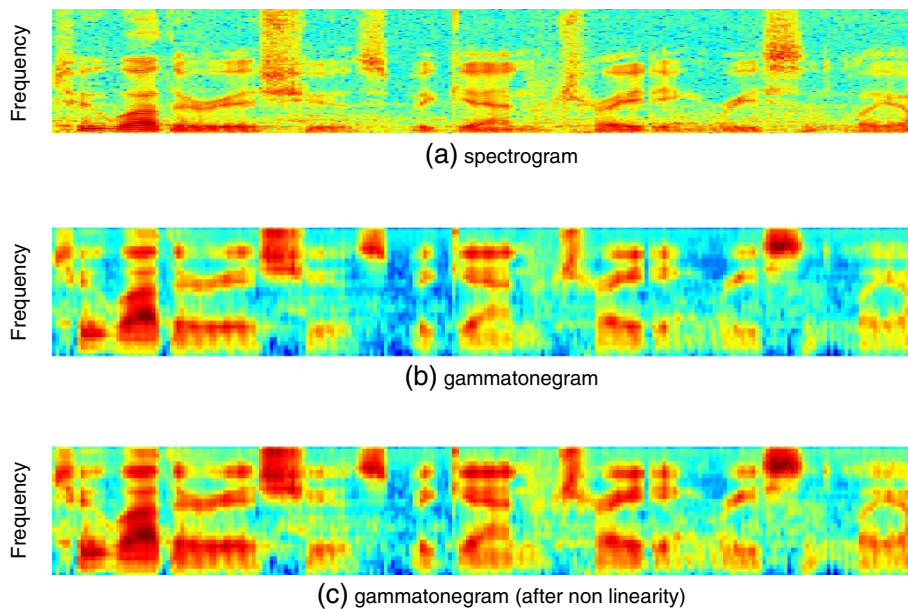 Frequency
(a) spectrogram
Frequency
(b) gammatonegram
Frequency
(c) gammatonegram (after non linearity)